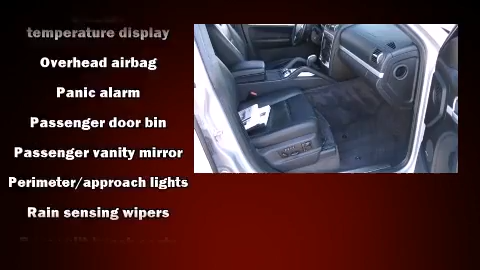 temperature display
Overhead airbag
Panic alarm
Passenger door bin
Passenger vanity mirror
Perimeter/approach lights
Rain sensing wipers